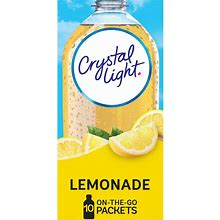 Crystal
Light.
LEMONADE
10 ON-THE-GO
PACKETS